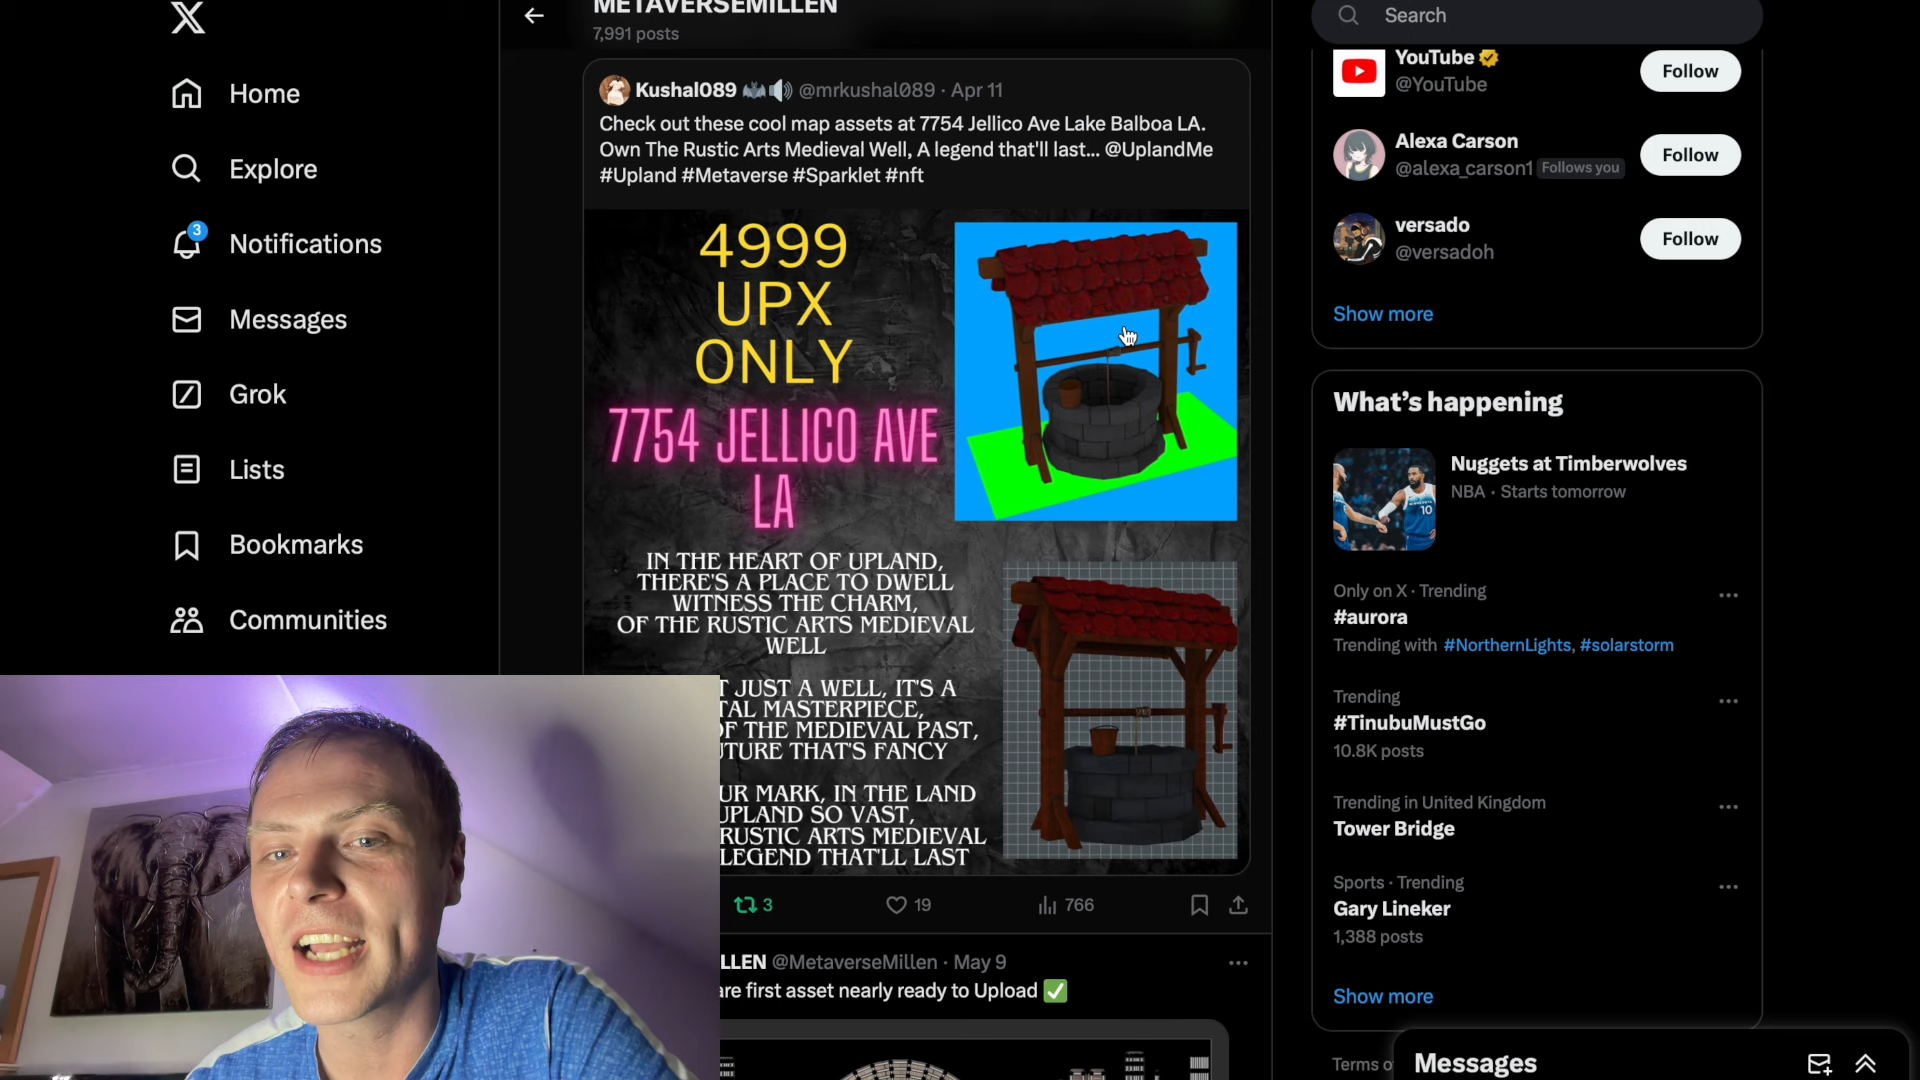 METAVERSEMILLEN
7,991 posts
Home
Explore
3
Notifications
Messages
Grok
Lists
Bookmarks
Communities
Kushal089 @mrkushal089 · Apr 11
Check out these cool map assets at 7754 Jellico Ave Lake Balboa LA.
Own The Rustic Arts Medieval Well, A legend that'll last... @UplandMe
#Upland #Metaverse #Sparklet #nft
4999
UPX
ONLY
7754 JELLICO AVE
LA
IN THE HEART OF UPLAND,
THERE'S A PLACE TO DWELL
WITNESS THE CHARM,
OF THE RUSTIC ARTS MEDIEVAL
WELL
JUST A WELL, IT'S A
MASTERPIECE,
OF THE MEDIEVAL PAST,
THAT'S FANCY
MARK, IN THE LAND
UPLAND SO VAST,
RUSTIC ARTS MEDIEVAL
LEGEND THAT'LL LAST
3
19
766
@MetaverseMillen · May 9
first asset nearly ready to Upload
Search
YouTube
@YouTube
Follow
Alexa Carson
@alexa_carson1 Follows you
Follow
versado
@versadoh
Follow
Show more
What's happening
Nuggets at Timberwolves
NBA · Starts tomorrow
Only on X · Trending
#aurora
Trending with #NorthernLights, #solarstorm
Trending
#TinubuMustGo
10.8K posts
Trending in United Kingdom
Tower Bridge
Sports · Trending
Gary Lineker
1,388 posts
Show more
Terms
Messages